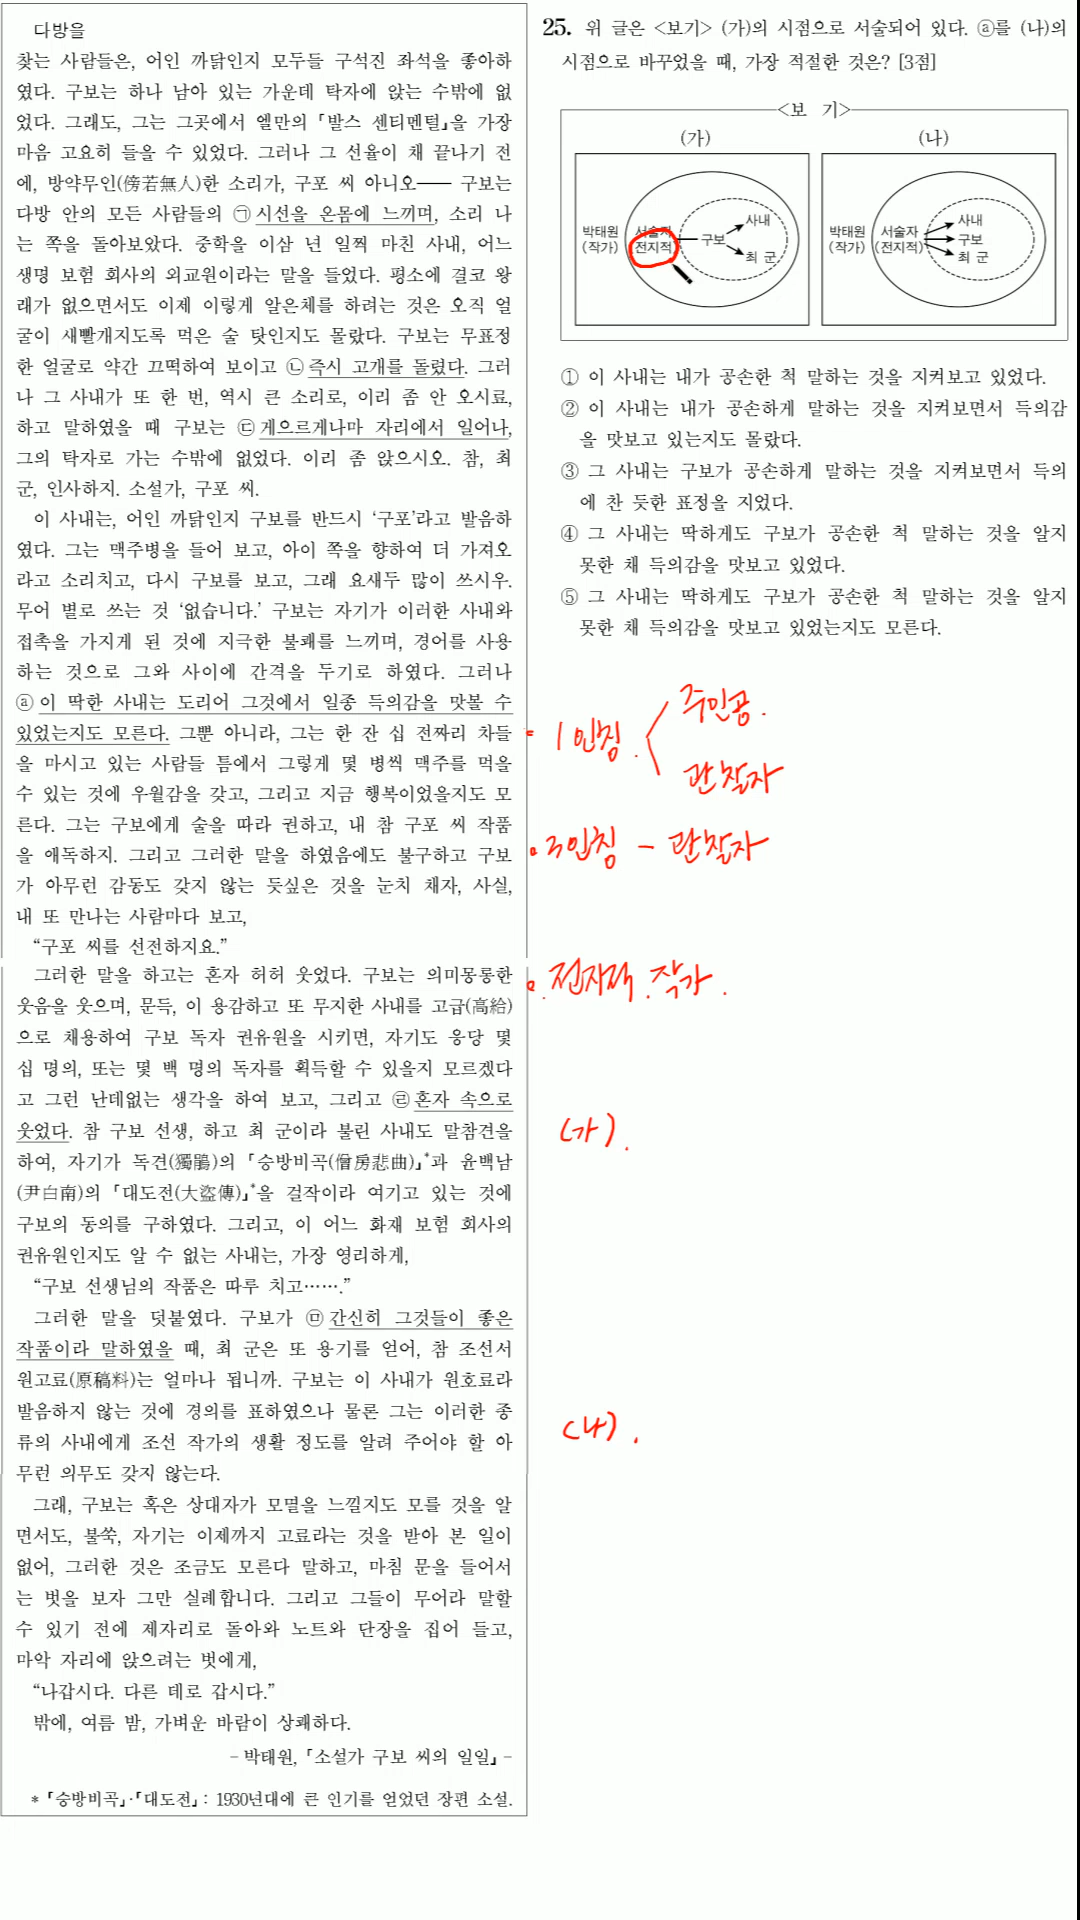 다방을
찾는 사람들은, 어인 까닭인지 모두들 구석진 좌석을 좋아하
였다. 구보는 하나 남아 있는 가운데 탁자에 앉는 수밖에 없
었다. 그래도, 그는 그곳에서 엘만의 「발스 센티멘털」을 가장
마음 고요히 들을 수 있었다. 그러나 그 선율이 채 끝나기 전
에, 방약무인(傍若無人)한 소리가, 구포 씨 아니오―― 구보는
다방 안의 모든 사람들의 ㉠시선을 온몸에 느끼며, 소리 나
는 쪽을 돌아보았다. 중학을 이삼 년 일찍 마친 사내, 어느
생명 보험 회사의 외교원이라는 말을 들었다. 평소에 결코 왕
래가 없으면서도 이제 이렇게 알은체를 하려는 것은 오직 얼
굴이 새빨개지도록 먹은 술 탓인지도 몰랐다. 구보는 무표정
한 얼굴로 약간 끄떡하여 보이고 ㉡즉시 고개를 돌렸다. 그러
나 그 사내가 또 한 번, 역시 큰 소리로, 이리 좀 안 오시료,
하고 말하였을 때 구보는 ㉢게으르게나마 자리에서 일어나,
그의 탁자로 가는 수밖에 없었다. 이리 좀 앉으시오. 참, 최
군, 인사하지. 소설가, 구포 씨.
이 사내는, 어인 까닭인지 구보를 반드시 ‘구포’라고 발음하
였다. 그는 맥주병을 들어 보고, 아이 쪽을 향하여 더 가져오
라고 소리치고, 다시 구보를 보고, 그래 요새두 많이 쓰시우.
무어 별로 쓰는 것 ‘없습니다.’ 구보는 자기가 이러한 사내와
접촉을 가지게 된 것에 지극한 불쾌를 느끼며, 경어를 사용
하는 것으로 그와 사이에 간격을 두기로 하였다. 그러나
ⓐ이 딱한 사내는 도리어 그것에서 일종 득의감을 맛볼 수
있었는지도 모른다. 그뿐 아니라, 그는 한 잔 십 전짜리 차들
을 마시고 있는 사람들 틈에서 그렇게 몇 병씩 맥주를 먹을
수 있는 것에 우월감을 갖고, 그리고 지금 행복이었을지도 모
른다. 그는 구보에게 술을 따라 권하고, 내 참 구포 씨 작품
을 애독하지. 그리고 그러한 말을 하였음에도 불구하고 구보
가 아무런 감동도 갖지 않는 듯싶은 것을 눈치 채자, 사실,
내 또 만나는 사람마다 보고,
“구포 씨를 선전하지요.”
그러한 말을 하고는 혼자 허허 웃었다. 구보는 의미몽롱한
웃음을 웃으며, 문득, 이 용감하고 또 무지한 사내를 고급(高給)
으로 채용하여 구보 독자 권유원을 시키면, 자기도 응당 몇
십 명의, 또는 몇 백 명의 독자를 획득할 수 있을지 모르겠다
고 그런 난데없는 생각을 하여 보고, 그리고 ㉣혼자 속으로
웃었다. 참 구보 선생, 하고 최 군이라 불린 사내도 말참견을
하여, 자기가 독견(獨鵑)의 「승방비곡(僧房悲曲)」*과 윤백남
(尹白南)의 「대도전(大盜傳)」*을 걸작이라 여기고 있는 것에
구보의 동의를 구하였다. 그리고, 이 어느 화재 보험 회사의
권유원인지도 알 수 없는 사내는, 가장 영리하게,
“구보 선생님의 작품은 따루 치고……”
그러한 말을 덧붙였다. 구보가 ㉤간신히 그것들이 좋은
작품이라 말하였을 때, 최 군은 또 용기를 얻어, 참 조선서
원고료(原稿料)는 얼마나 됩니까. 구보는 이 사내가 원호료라
발음하지 않는 것에 경의를 표하였으나 물론 그는 이러한 종
류의 사내에게 조선 작가의 생활 정도를 알려 주어야 할 아
무런 의무도 갖지 않는다.
그래, 구보는 혹은 상대자가 모멸을 느낄지도 모를 것을 알
면서도, 불쑥, 자기는 이제까지 고료라는 것을 받아 본 일이
없어, 그러한 것은 조금도 모른다 말하고, 마침 문을 들어서
는 벗을 보자 그만 실례합니다. 그리고 그들이 무어라 말할
수 있기 전에 제자리로 돌아와 노트와 단장을 집어 들고,
마악 자리에 앉으려는 벗에게,
“나갑시다. 다른 데로 갑시다.”
밖에, 여름 밤, 가벼운 바람이 상쾌하다.
- 박태원, 「소설가 구보 씨의 일일」 -
* 「승방비곡」·「대도전」 : 1930년대에 큰 인기를 얻었던 장편 소설.
25. 위 글은 <보기> (가)의 시점으로 서술되어 있다. ⓐ를 (나)의
시점으로 바꾸었을 때, 가장 적절한 것은? [3점]
<보 기>
(가)
박태원
(작가)
서술자
전지적
구보
사내
최 군
(나)
박태원
(작가)
서술자
(전지적)
사내
구보
최 군
① 이 사내는 내가 공손한 척 말하는 것을 지켜보고 있었다.
② 이 사내는 내가 공손하게 말하는 것을 지켜보면서 득의감
을 맛보고 있는지도 몰랐다.
③ 그 사내는 구보가 공손하게 말하는 것을 지켜보면서 득의
에 찬 듯한 표정을 지었다.
④ 그 사내는 딱하게도 구보가 공손한 척 말하는 것을 알지
못한 채 득의감을 맛보고 있었다.
⑤ 그 사내는 딱하게도 구보가 공손한 척 말하는 것을 알지
못한 채 득의감을 맛보고 있었는지도 모른다.
주인공.
1인칭.
관찰자
3인칭 - 관찰자
전지적 작가.
(가).
(나).